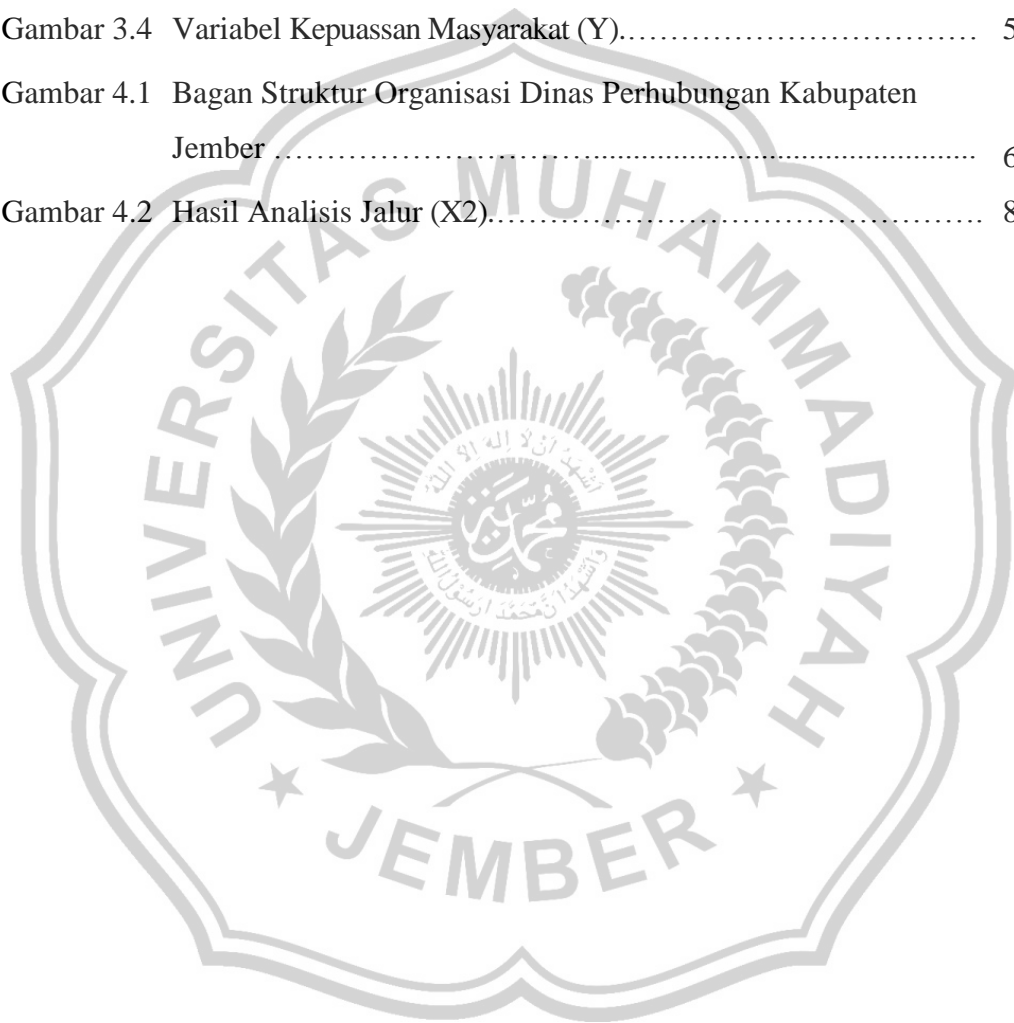 Gambar 3.4 Variabel Kepuassan Masyarakat (Y)................................ 5
Gambar 4.1 Bagan Struktur Organisasi Dinas Perhubungan Kabupaten
Jember ........................................................................... 6
Gambar 4.2 Hasil Analisis Jalur (X2)............................................. 8
UNIVERSITAS MUHAMMADIYAH
JEMBER